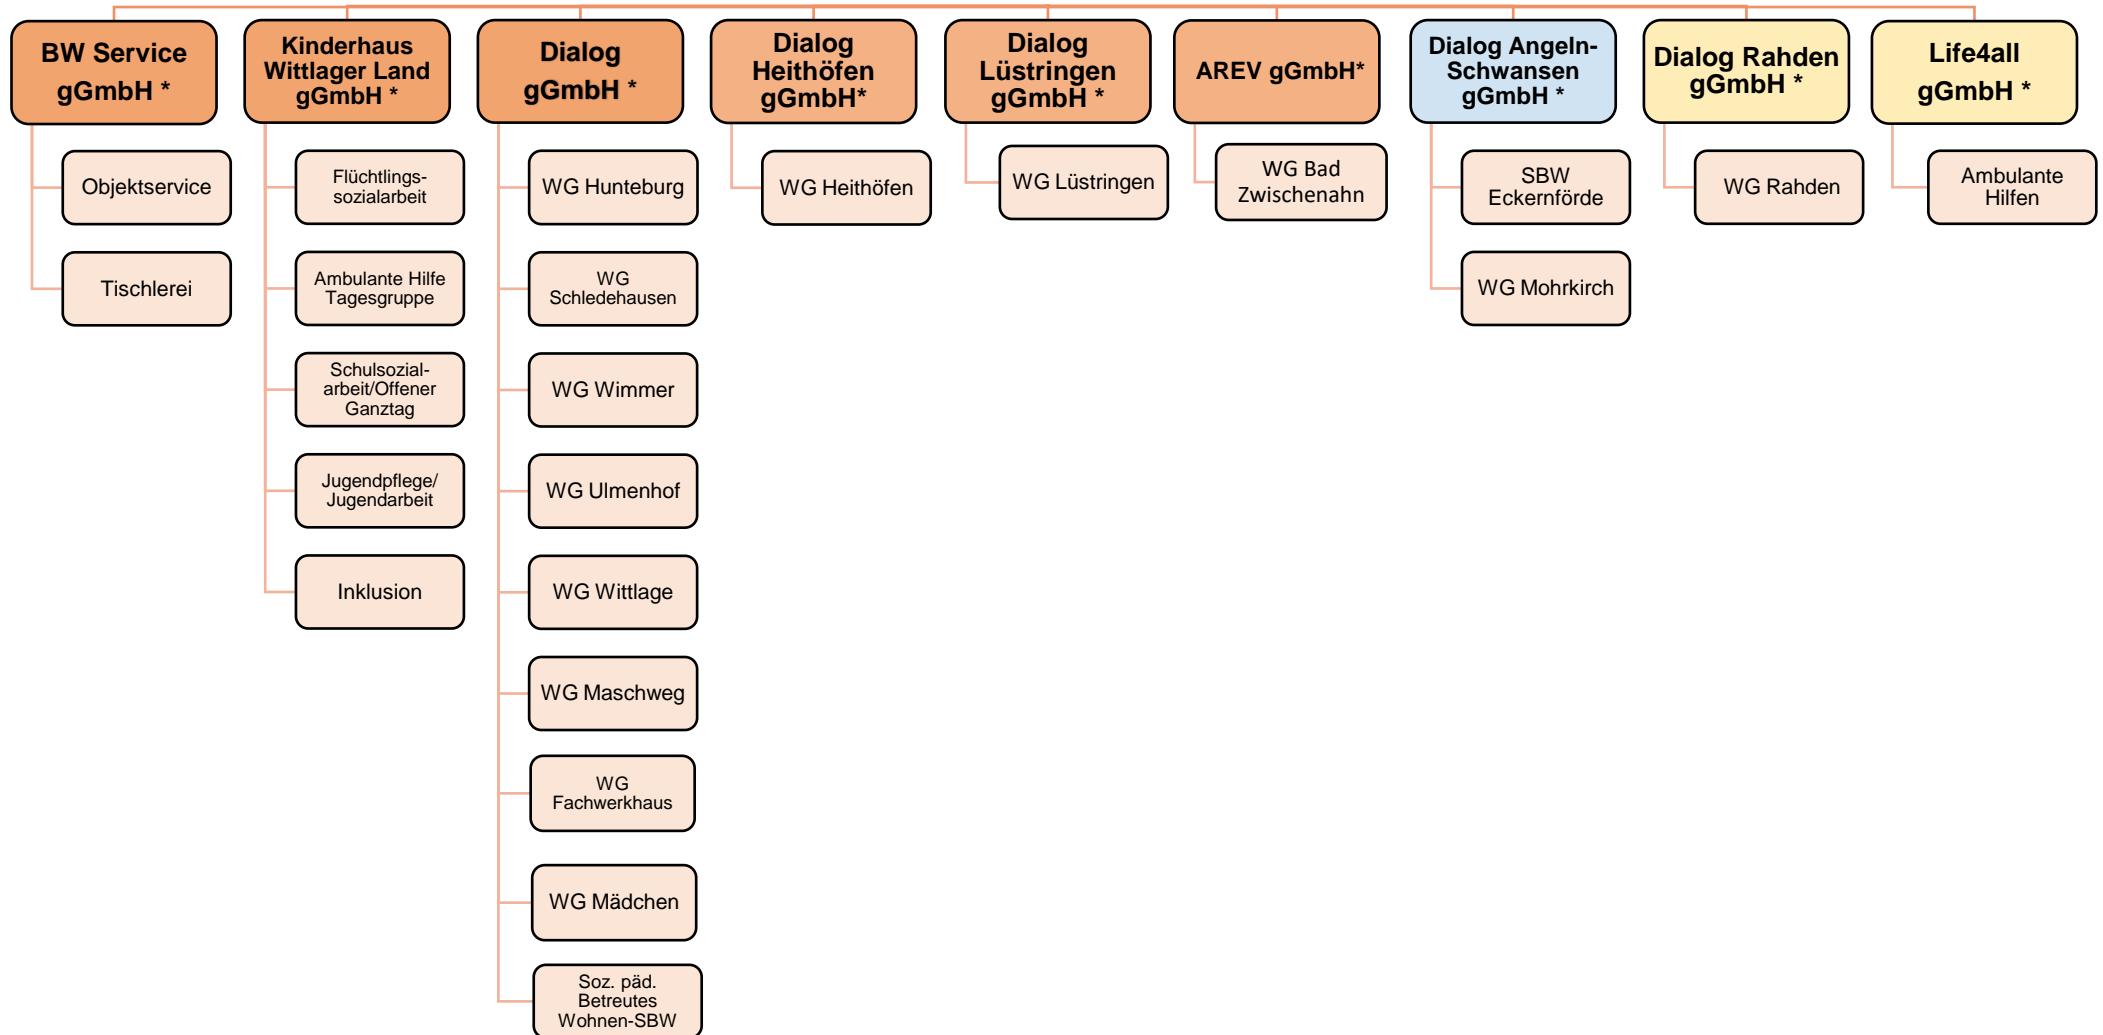 BW Service
gGmbH *
Objektservice
Tischlerei
Kinderhaus
Wittlager Land
gGmbH *
Flüchtlings-
sozialarbeit
Ambulante Hilfe
Tagesgruppe
Schulsozial-
arbeit/Offener
Ganztag
Jugendpflege/
Jugendarbeit
Inklusion
Dialog
gGmbH *
WG Hunteburg
WG
Schledehausen
WG Wimmer
WG Ulmenhof
WG Wittlage
WG Maschweg
WG
Fachwerkhaus
WG Mädchen
Soz. päd.
Betreutes
Wohnen-SBW
Dialog
Heithöfen
gGmbH*
WG Heithöfen
Dialog
Lüstringen
gGmbH *
WG Lüstringen
AREV gGmbH*
WG Bad
Zwischenahn
Dialog Angeln-
Schwansen
gGmbH *
SBW
Eckernförde
WG Mohrkirch
Dialog Rahden
gGmbH *
WG Rahden
Life4all
gGmbH *
Ambulante
Hilfen